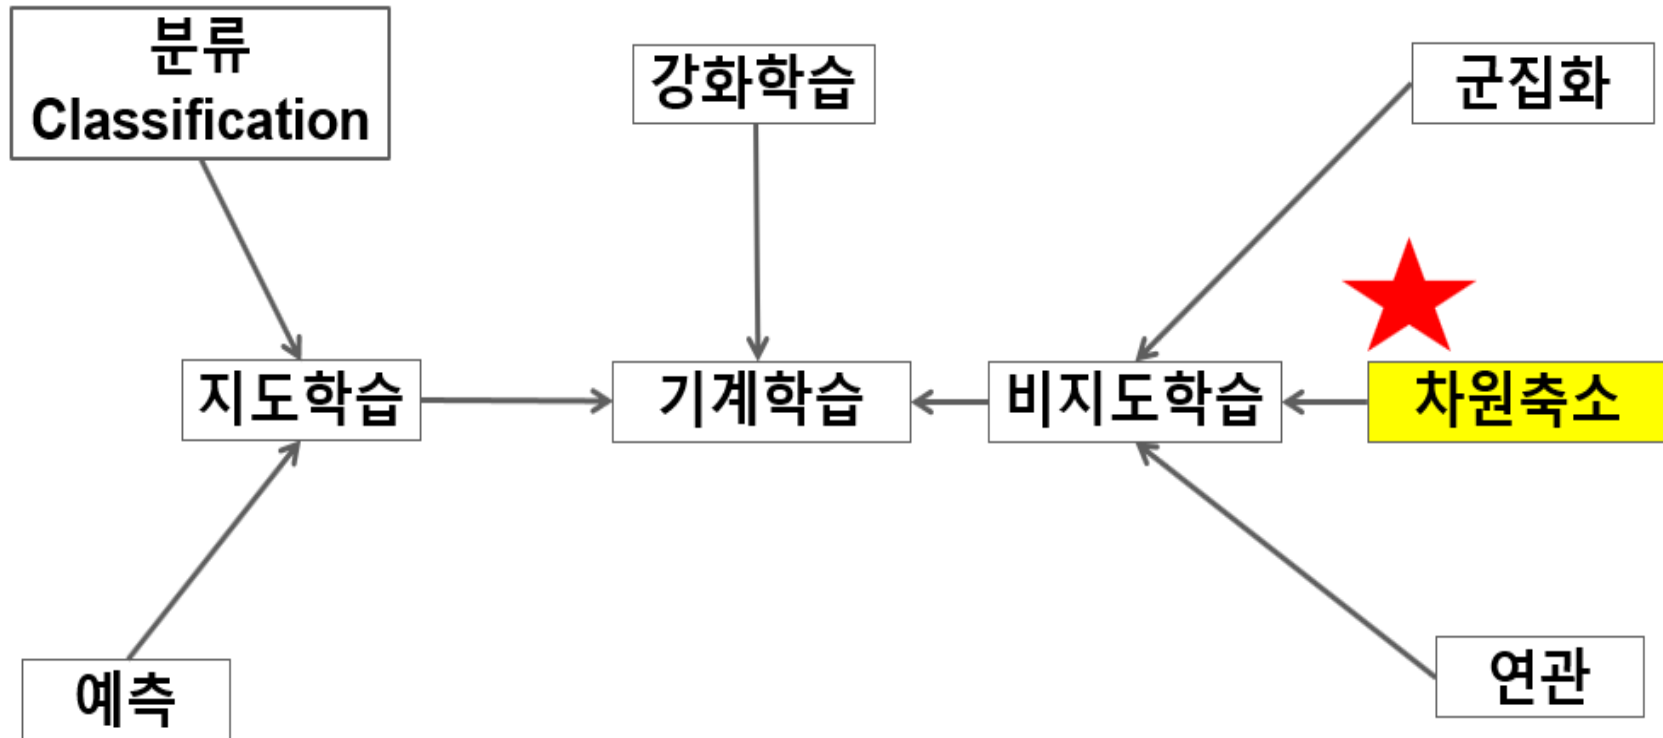 분류
Classification
강화학습
군집화
지도학습
기계학습
비지도학습
차원축소
예측
연관